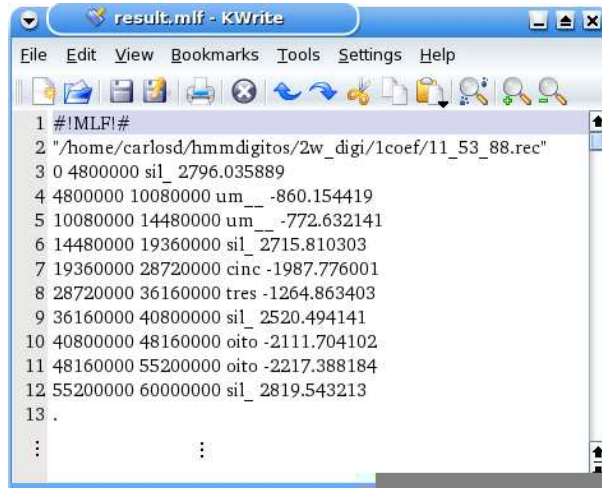 result.mlf - KWrite
File Edit View Bookmarks Tools Settings Help
1 #!MLF!#
2 "/home/carlosd/hmmdigitos/2w_digi/1coef/11_53_88.rec"
3 0 4800000 sil_ 2796.035889
4 4800000 10080000 um__ -860.154419
5 10080000 14480000 um__ -772.632141
6 14480000 19360000 sil_ 2715.810303
7 19360000 28720000 cinc -1987.776001
8 28720000 36160000 tres -1264.863403
9 36160000 40800000 sil_ 2520.494141
10 40800000 48160000 oito -2111.704102
11 48160000 55200000 oito -2217.388184
12 55200000 60000000 sil_ 2819.543213
13 .
⋮ ⋮